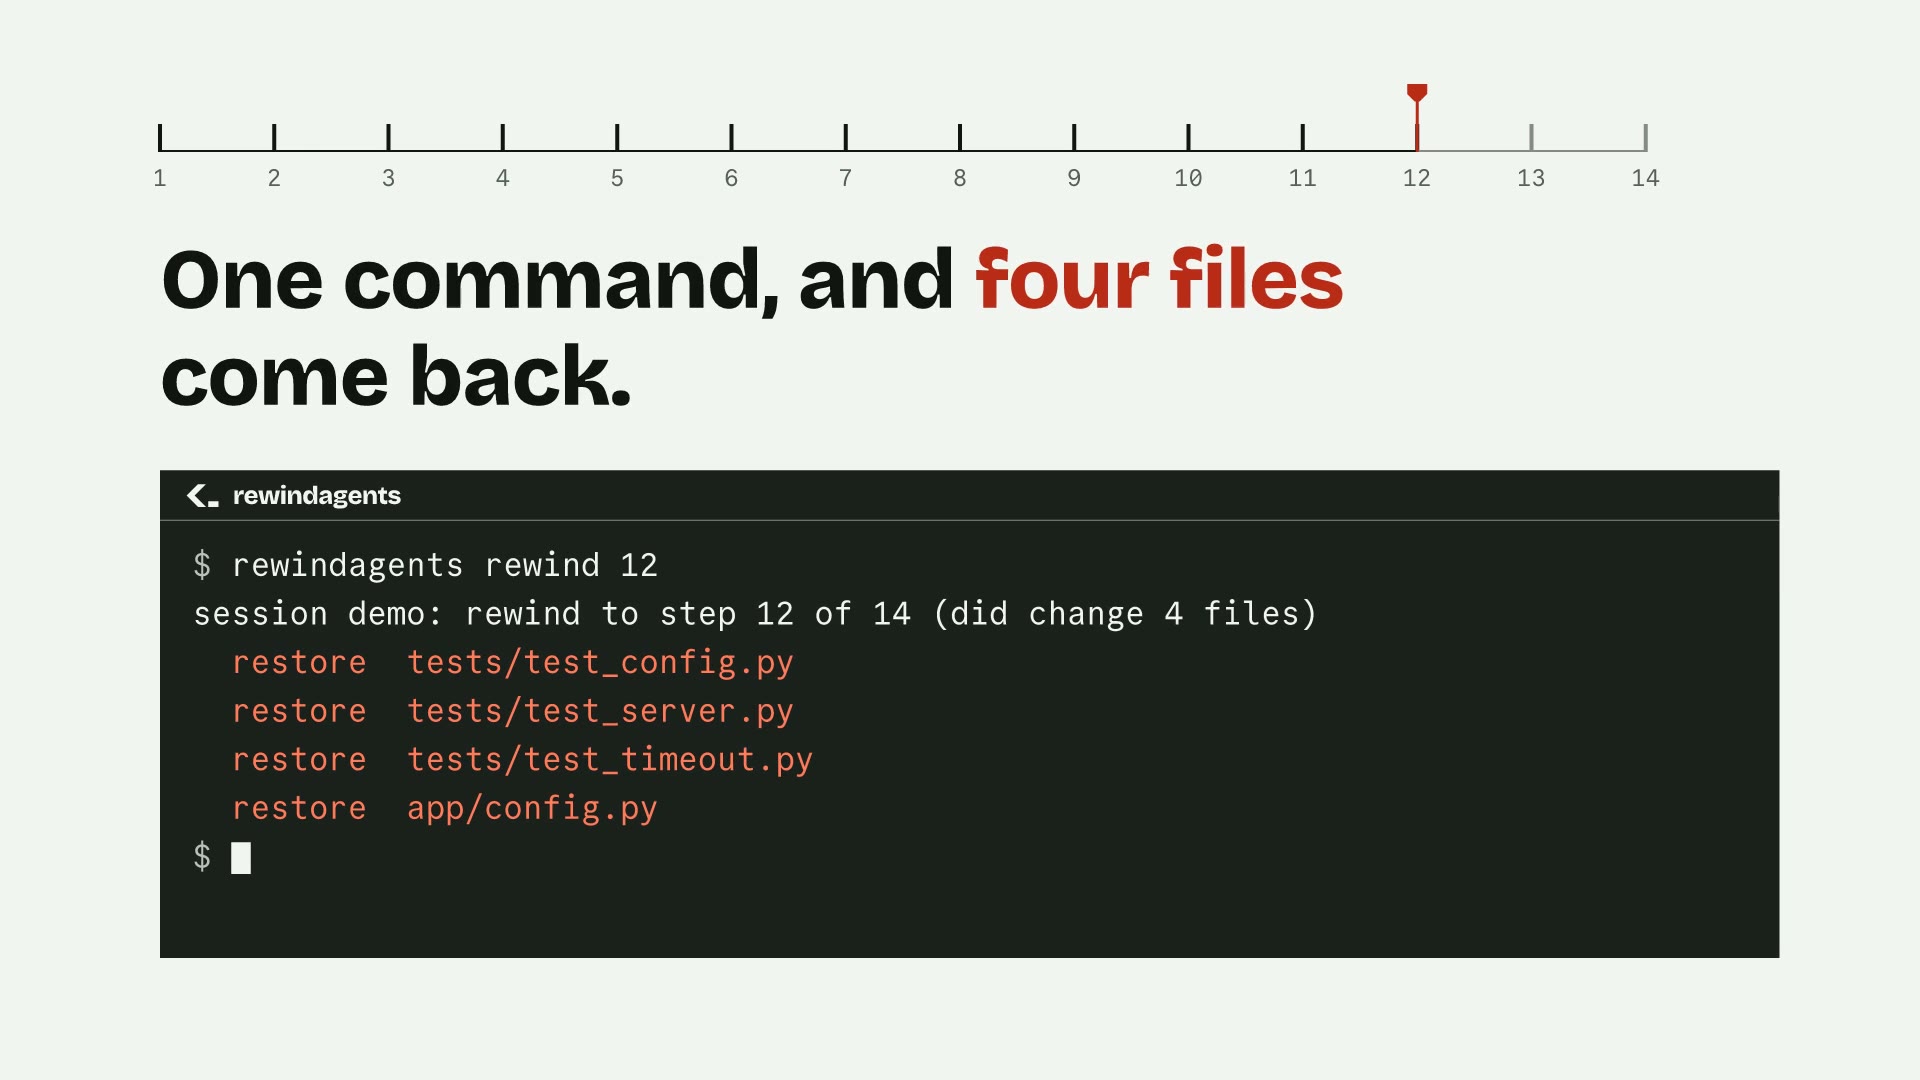 1 2 3 4 5 6 7 8 9 10 11 12 13 14
One command, and four files
come back.
rewindagents
$ rewindagents rewind 12
session demo: rewind to step 12 of 14 (did change 4 files)
  restore  tests/test_config.py
  restore  tests/test_server.py
  restore  tests/test_timeout.py
  restore  app/config.py
$